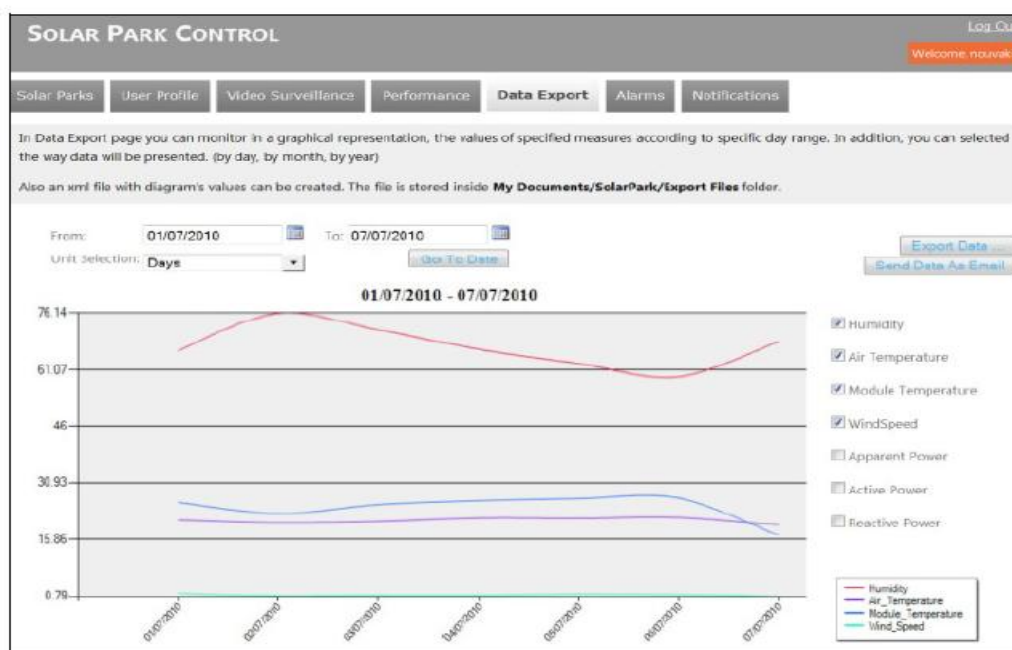 SOLAR PARK CONTROL
Log Ou
Welcome nouvak
Solar Parks User Profile Video Surveillance Performance Data Export Alarms Notifications
In Data Export page you can monitor in a graphical representation, the values of specified measures according to specific day range. In addition, you can selected
the way data will be presented. (by day, by month, by year)
Also an xml file with diagram's values can be created. The file is stored inside My Documents/SolarPark/Export Files folder.
From: 01/07/2010 To: 07/07/2010
Export Data ...
Unit Selection: Days Go To Date
Send Data As Email
01/07/2010 - 07/07/2010
76.14
61.07
46
30.93
15.86
0.79
01/07/2010 02/07/2010 03/07/2010 04/07/2010 05/07/2010 06/07/2010 07/07/2010
Humidity
Air Temperature
Module Temperature
WindSpeed
Apparent Power
Active Power
Reactive Power
Humidity
Air_Temperature
Module_Temperature
Wind_Speed